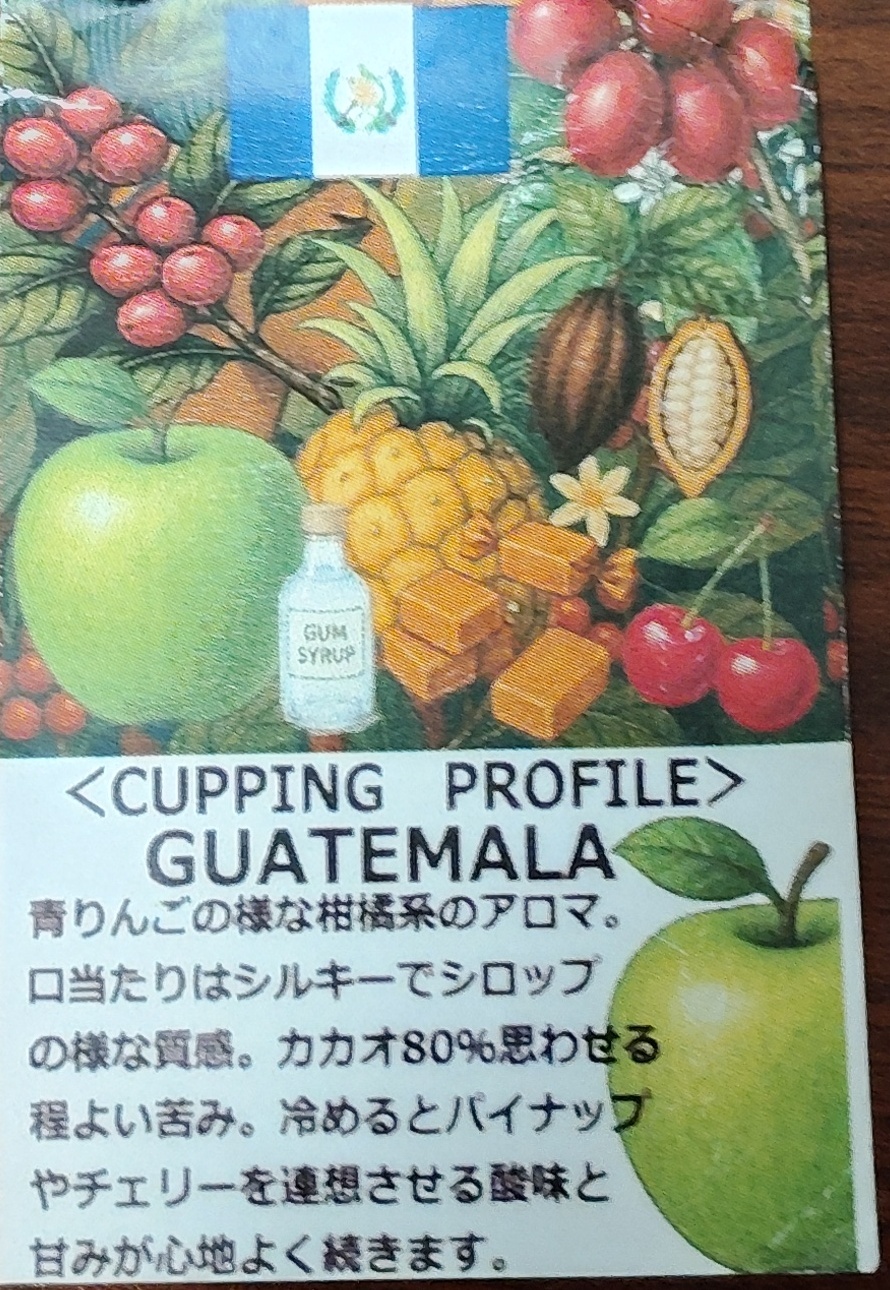 GUM
SYRUP
<CUPPING PROFILE>
GUATEMALA
青りんごの様な柑橘系のアロマ。
口当たりはシルキーでシロップ
の様な質感。カカオ80%思わせる
程よい苦み。冷めるとパイナップ
やチェリーを連想させる酸味と
甘みが心地よく続きます。